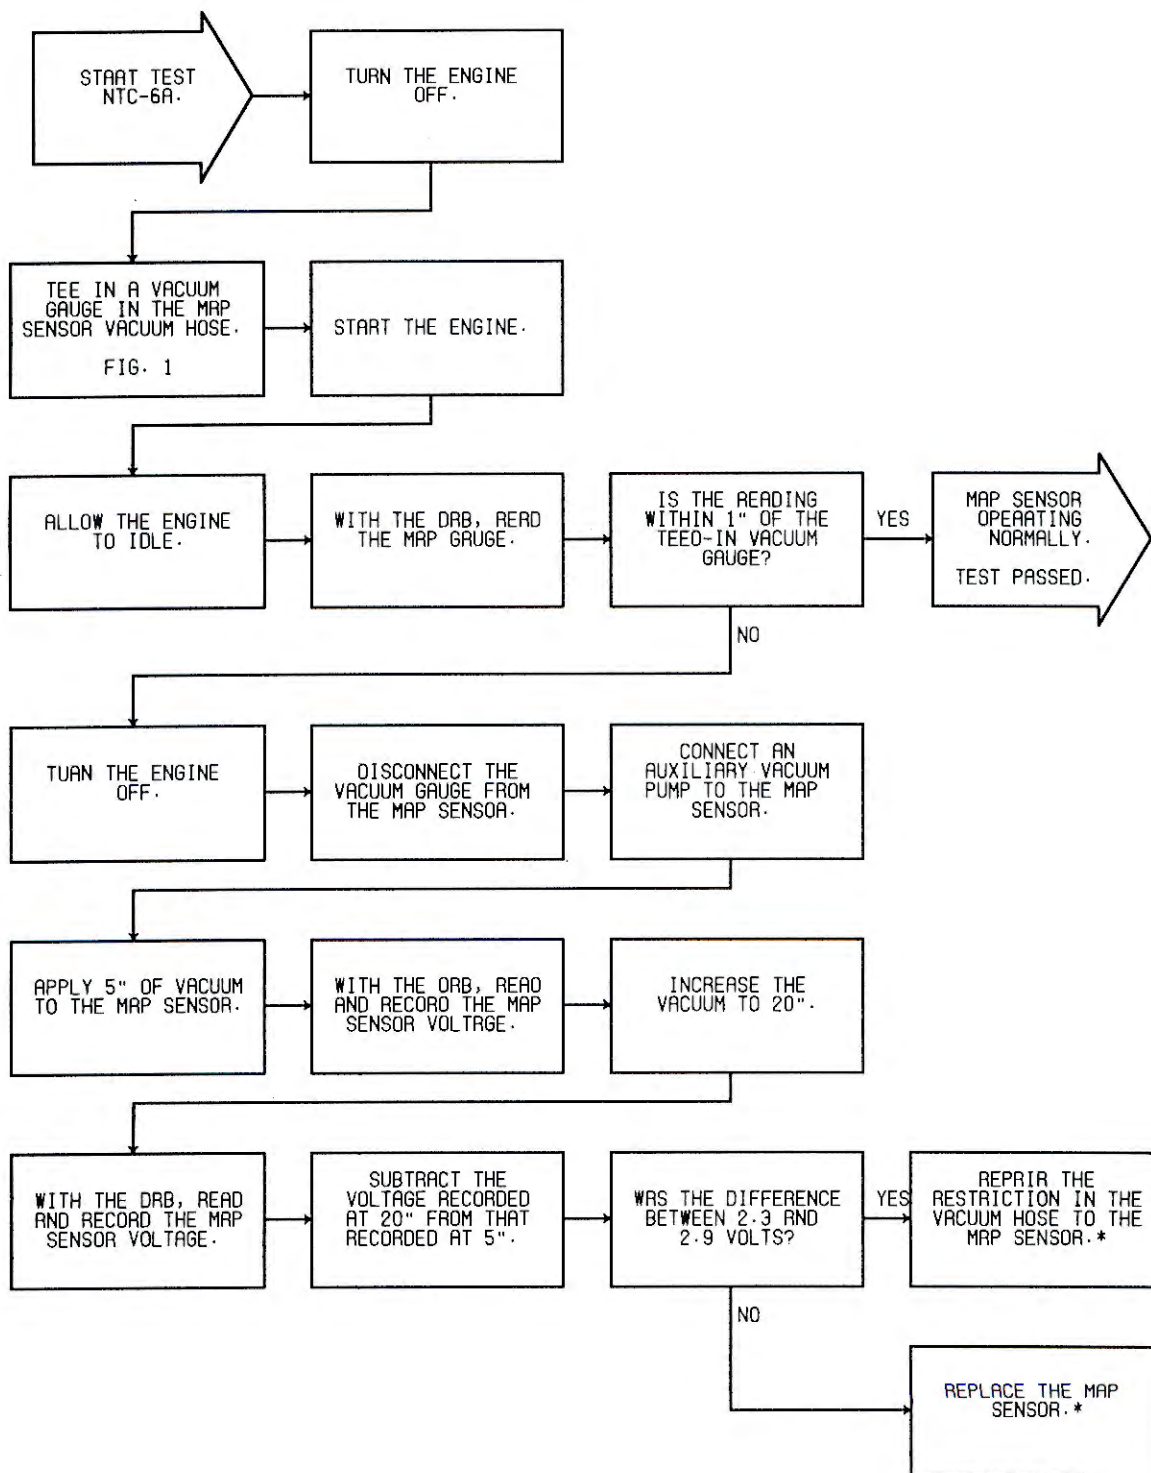 START TEST
NTC-6A.
TURN THE ENGINE
OFF.
TEE IN A VACUUM
GAUGE IN THE MAP
SENSOR VACUUM HOSE.
FIG. 1
START THE ENGINE.
ALLOW THE ENGINE
TO IDLE.
WITH THE DRB, READ
THE MAP GAUGE.
IS THE READING
WITHIN 1" OF THE
TEED-IN VACUUM
GAUGE?
YES
MAP SENSOR
OPERATING
NORMALLY.
TEST PASSED.
NO
TURN THE ENGINE
OFF.
DISCONNECT THE
VACUUM GAUGE FROM
THE MAP SENSOR.
CONNECT AN
AUXILIARY VACUUM
PUMP TO THE MAP
SENSOR.
APPLY 5" OF VACUUM
TO THE MAP SENSOR.
WITH THE DRB, READ
AND RECORD THE MAP
SENSOR VOLTAGE.
INCREASE THE
VACUUM TO 20".
WITH THE DRB, READ
AND RECORD THE MAP
SENSOR VOLTAGE.
SUBTRACT THE
VOLTAGE RECORDED
AT 20" FROM THAT
RECORDED AT 5".
WAS THE DIFFERENCE
BETWEEN 2.3 AND
2.9 VOLTS?
YES
REPAIR THE
RESTRICTION IN THE
VACUUM HOSE TO THE
MAP SENSOR.*
NO
REPLACE THE MAP
SENSOR.*